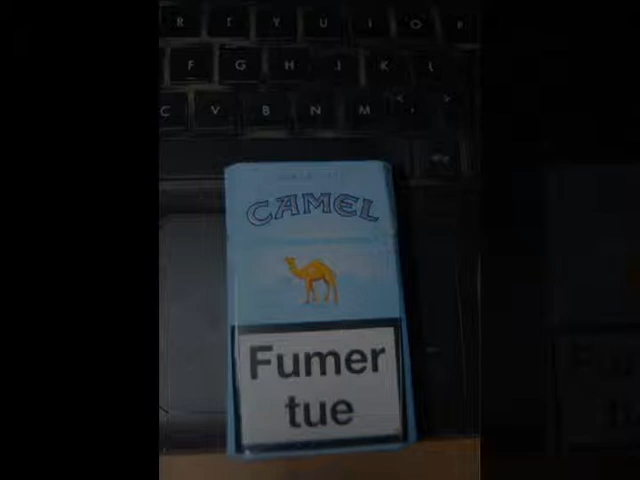 R T Y U I O P
F G H J K L
C V B N M
CAMEL
Fumer
tue